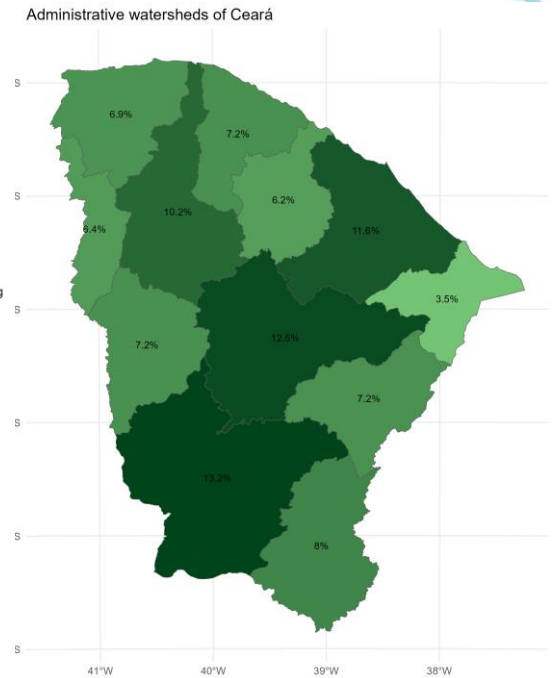 Administrative watersheds of Ceará
S
6.9%
7.2%
S
6.2%
10.2%
6.4%
11.6%
g
3.5%
S
12.5%
7.2%
7.2%
S
13.2%
S
8%
S
41°W
40°W
39°W
38°W